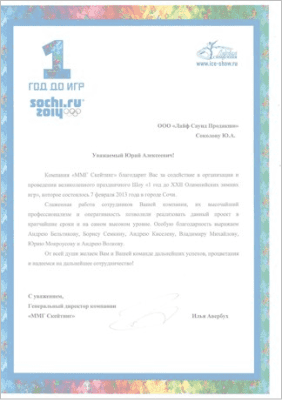 1
www.ice-show.ru
ГОД ДО ИГР
sochi.ru
2014
ООО «Лайф Саунд Продакшн»
Соколову Ю.А.
Уважаемый Юрий Алексеевич!
Компания «ММГ Скейтинг» благодарит Вас за содействие в организации и
проведении великолепного праздничного Шоу «1 год до XXII Олимпийских зимних
игр», которое состоялось 7 февраля 2013 года в городе Сочи.
Слаженная работа сотрудников Вашей компании, их высочайший
профессионализм и оперативность позволили реализовать данный проект в
кратчайшие сроки и на самом высоком уровне. Особую благодарность выражаем
Андрею Белькову, Борису Сомкину, Андрею Киселеву, Владимиру Михайлову,
Юрию и Андрею Волкову.
От всей души желаем Вам и Вашей команде дальнейших успехов, процветания
и надеемся на дальнейшее сотрудничество!
С уважением,
Генеральный директор компании
«ММГ Скейтинг»
Илья Авербух